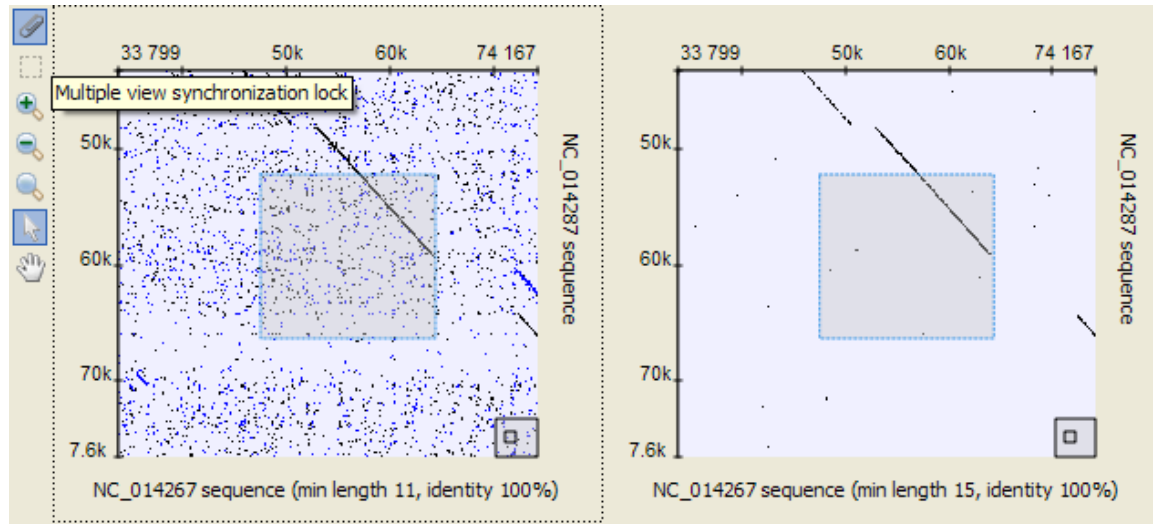 33 799 50k 60k 74 167
Multiple view synchronization lock
50k
60k
70k
7.6k
NC_014287 sequence
NC_014267 sequence (min length 11, identity 100%)
33 799 50k 60k 74 167
50k
60k
70k
7.6k
NC_014287 sequence
NC_014267 sequence (min length 15, identity 100%)